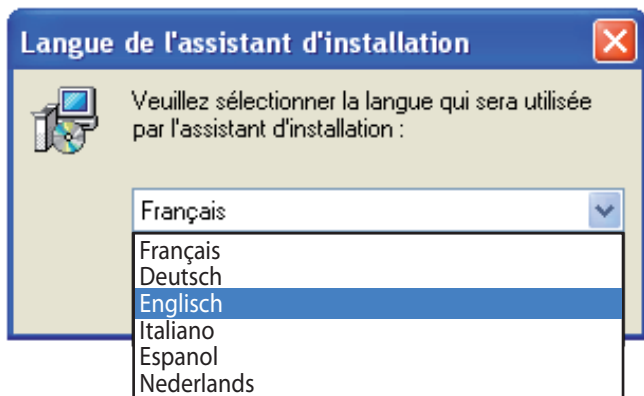 Langue de l'assistant d'installation
Veuillez sélectionner la langue qui sera utilisée
par l'assistant d'installation :
Français
Français
Deutsch
Englisch
Italiano
Espanol
Nederlands